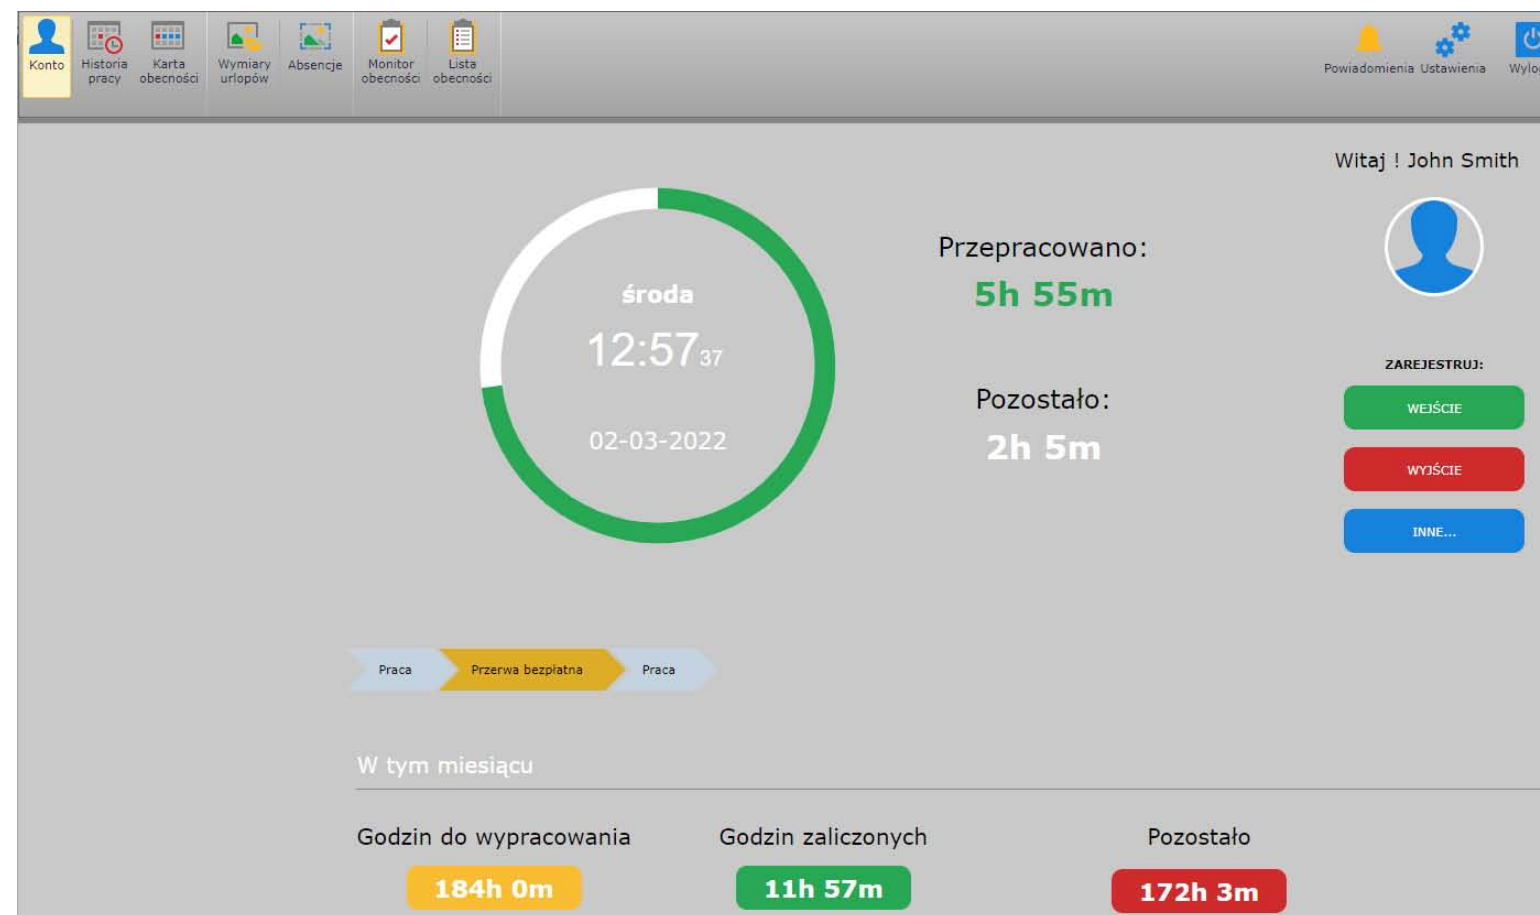 Konto
Historia pracy
Karta obecności
Wymiary urlopów
Absencje
Monitor obecności
Lista obecności
Powiadomienia
Ustawienia
Witaj ! John Smith
środa
12:57 37
02-03-2022
Przepracowano:
5h 55m
Pozostało:
2h 5m
ZAREJESTRUJ:
WEJŚCIE
WYJŚCIE
INNE...
Praca
Przerwa bezpłatna
Praca
W tym miesiącu
Godzin do wypracowania
Godzin zaliczonych
Pozostało
184h 0m
11h 57m
172h 3m